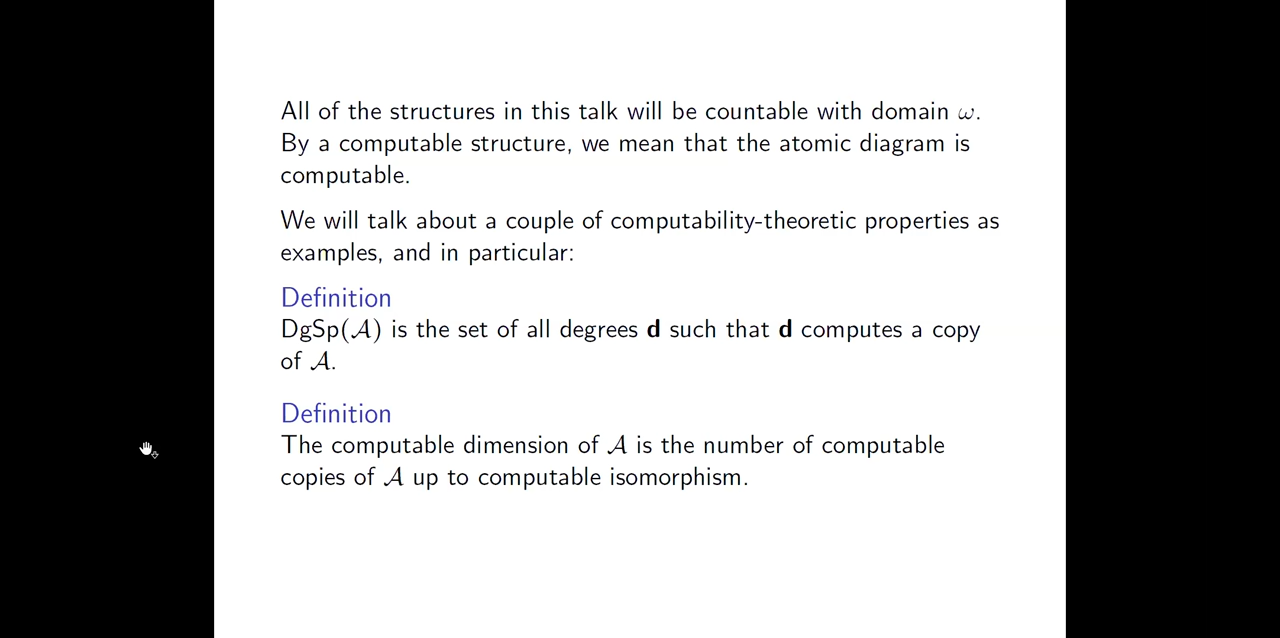 All of the structures in this talk will be countable with domain ω.
By a computable structure, we mean that the atomic diagram is
computable.
We will talk about a couple of computability-theoretic properties as
examples, and in particular:
Definition
DgSp(𝒜) is the set of all degrees d such that d computes a copy
of 𝒜.
Definition
The computable dimension of 𝒜 is the number of computable
copies of 𝒜 up to computable isomorphism.